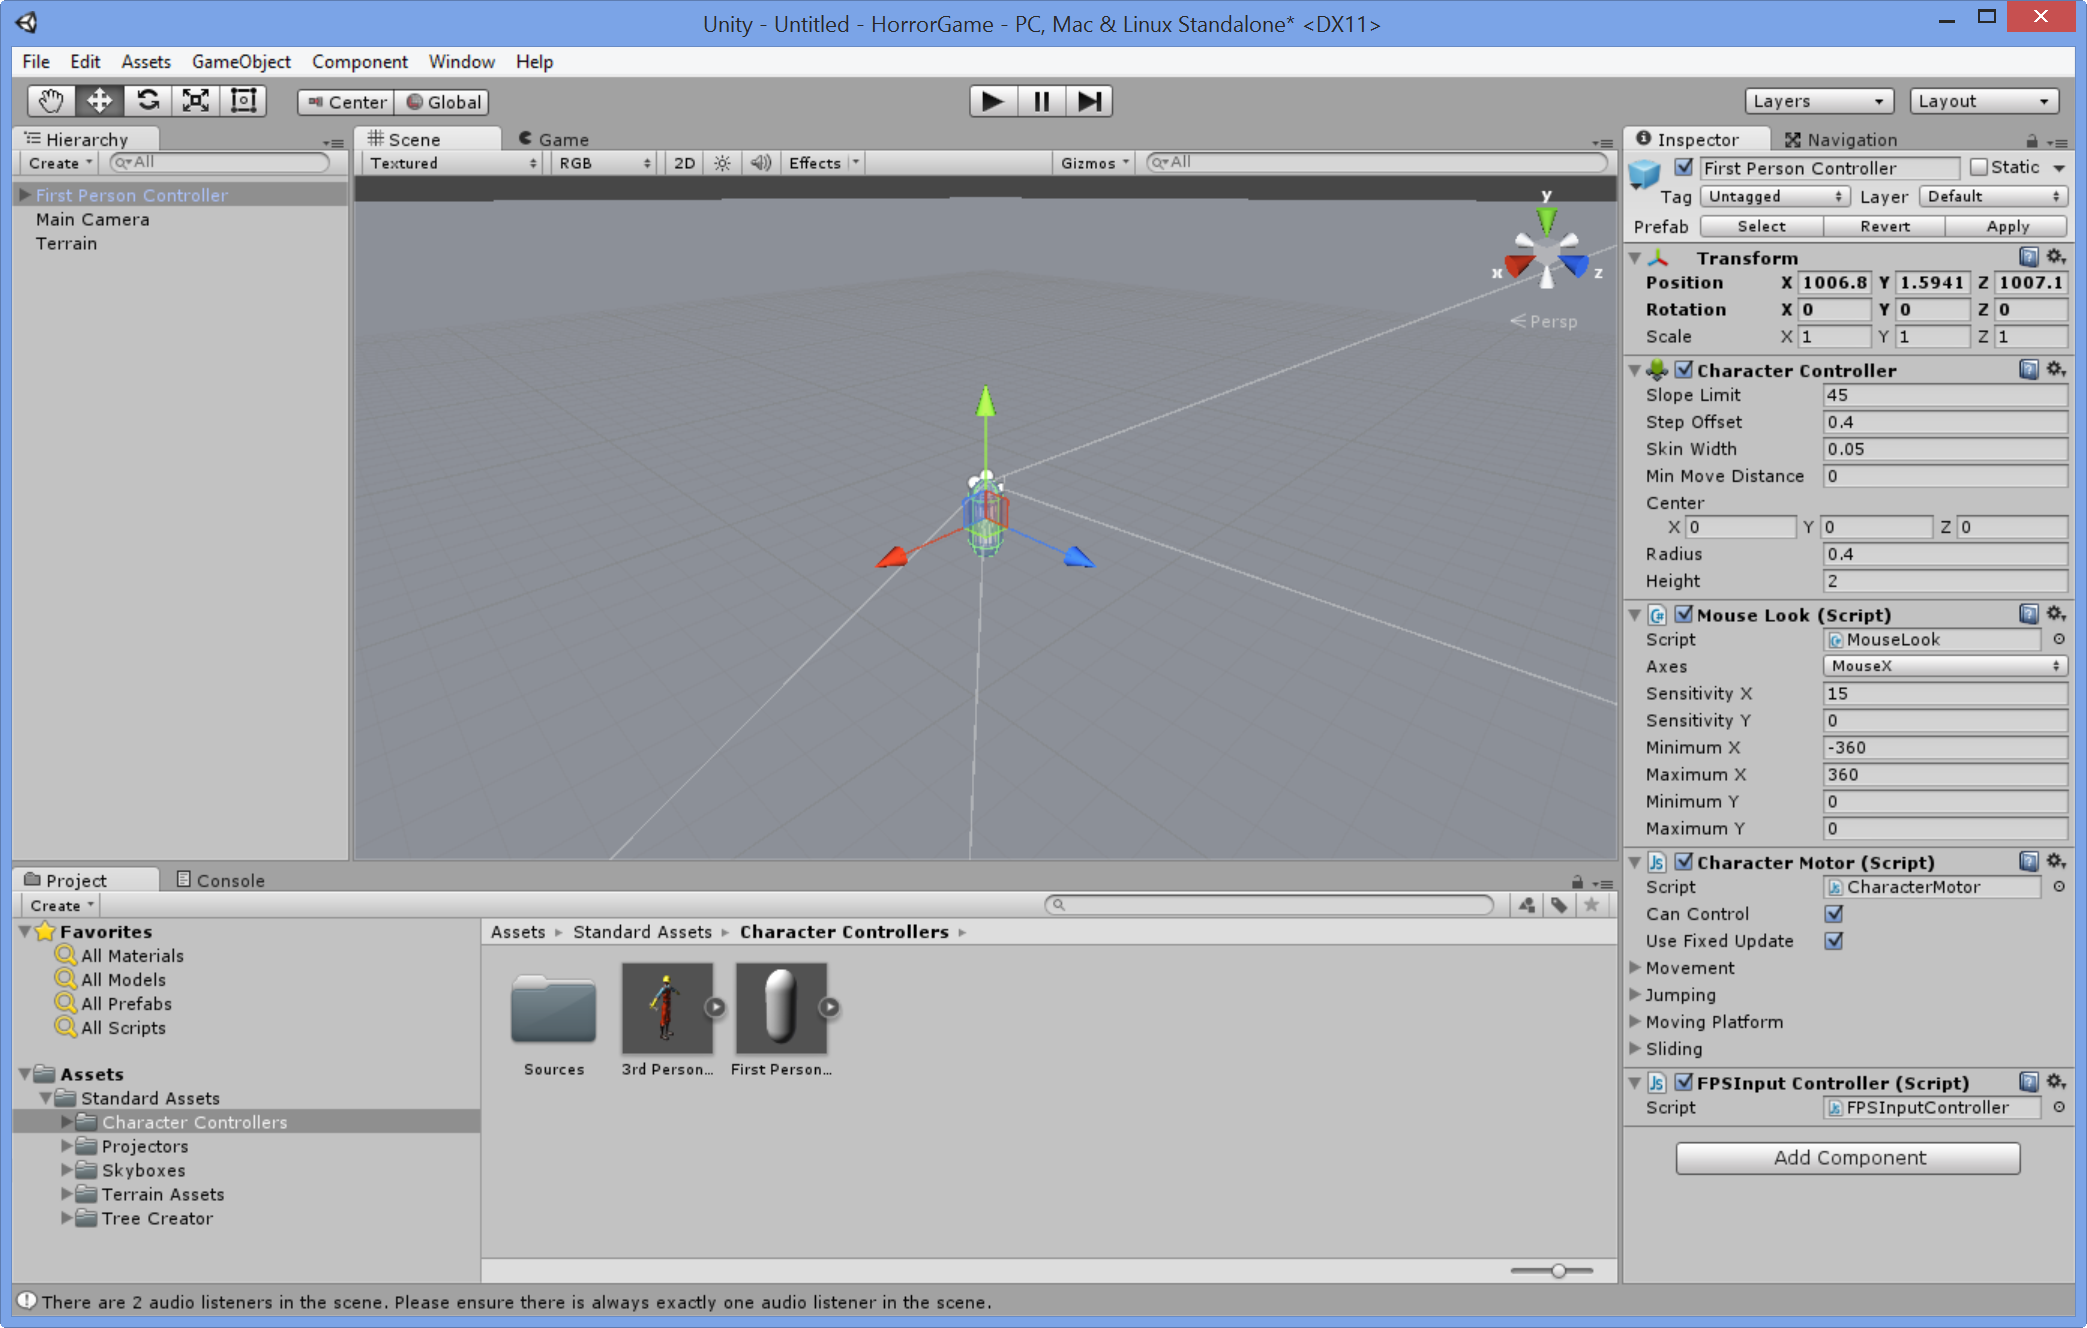 Unity - Untitled - HorrorGame - PC, Mac & Linux Standalone* <DX11>
File Edit Assets GameObject Component Window Help
Center Global Layers Layout
Hierarchy
Create All
First Person Controller
Main Camera
Terrain
Scene Game
Textured RGB 2D Effects Gizmos All
y
x z
Persp
Inspector Navigation
First Person Controller Static
Tag Untagged Layer Default
Prefab Select Revert Apply
Transform
Position X 1006.8 Y 1.5941 Z 1007.1
Rotation X 0 Y 0 Z 0
Scale X 1 Y 1 Z 1
Character Controller
Slope Limit 45
Step Offset 0.4
Skin Width 0.05
Min Move Distance 0
Center
X 0 Y 0 Z 0
Radius 0.4
Height 2
C# Mouse Look (Script)
Script MouseLook
Axes MouseX
Sensitivity X 15
Sensitivity Y 0
Minimum X -360
Maximum X 360
Minimum Y 0
Maximum Y 0
Js Character Motor (Script)
Script CharacterMotor
Can Control
Use Fixed Update
Movement
Jumping
Moving Platform
Sliding
Js FPSInput Controller (Script)
Script FPSInputController
Add Component
Project Console
Create
Favorites
All Materials
All Models
All Prefabs
All Scripts
Assets
Standard Assets
Character Controllers
Projectors
Skyboxes
Terrain Assets
Tree Creator
Assets Standard Assets Character Controllers
Sources 3rd Person... First Person...
There are 2 audio listeners in the scene. Please ensure there is always exactly one audio listener in the scene.